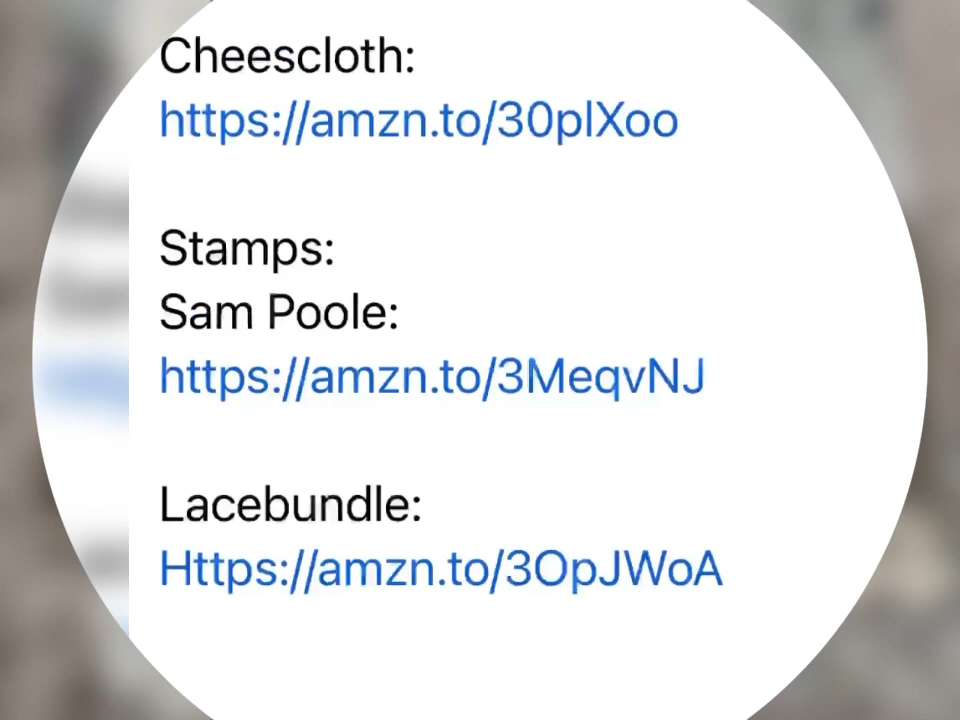 Cheescloth:
https://amzn.to/30plXoo
Stamps:
Sam Poole:
https://amzn.to/3MeqvNJ
Lacebundle:
Https://amzn.to/3OpJWoA